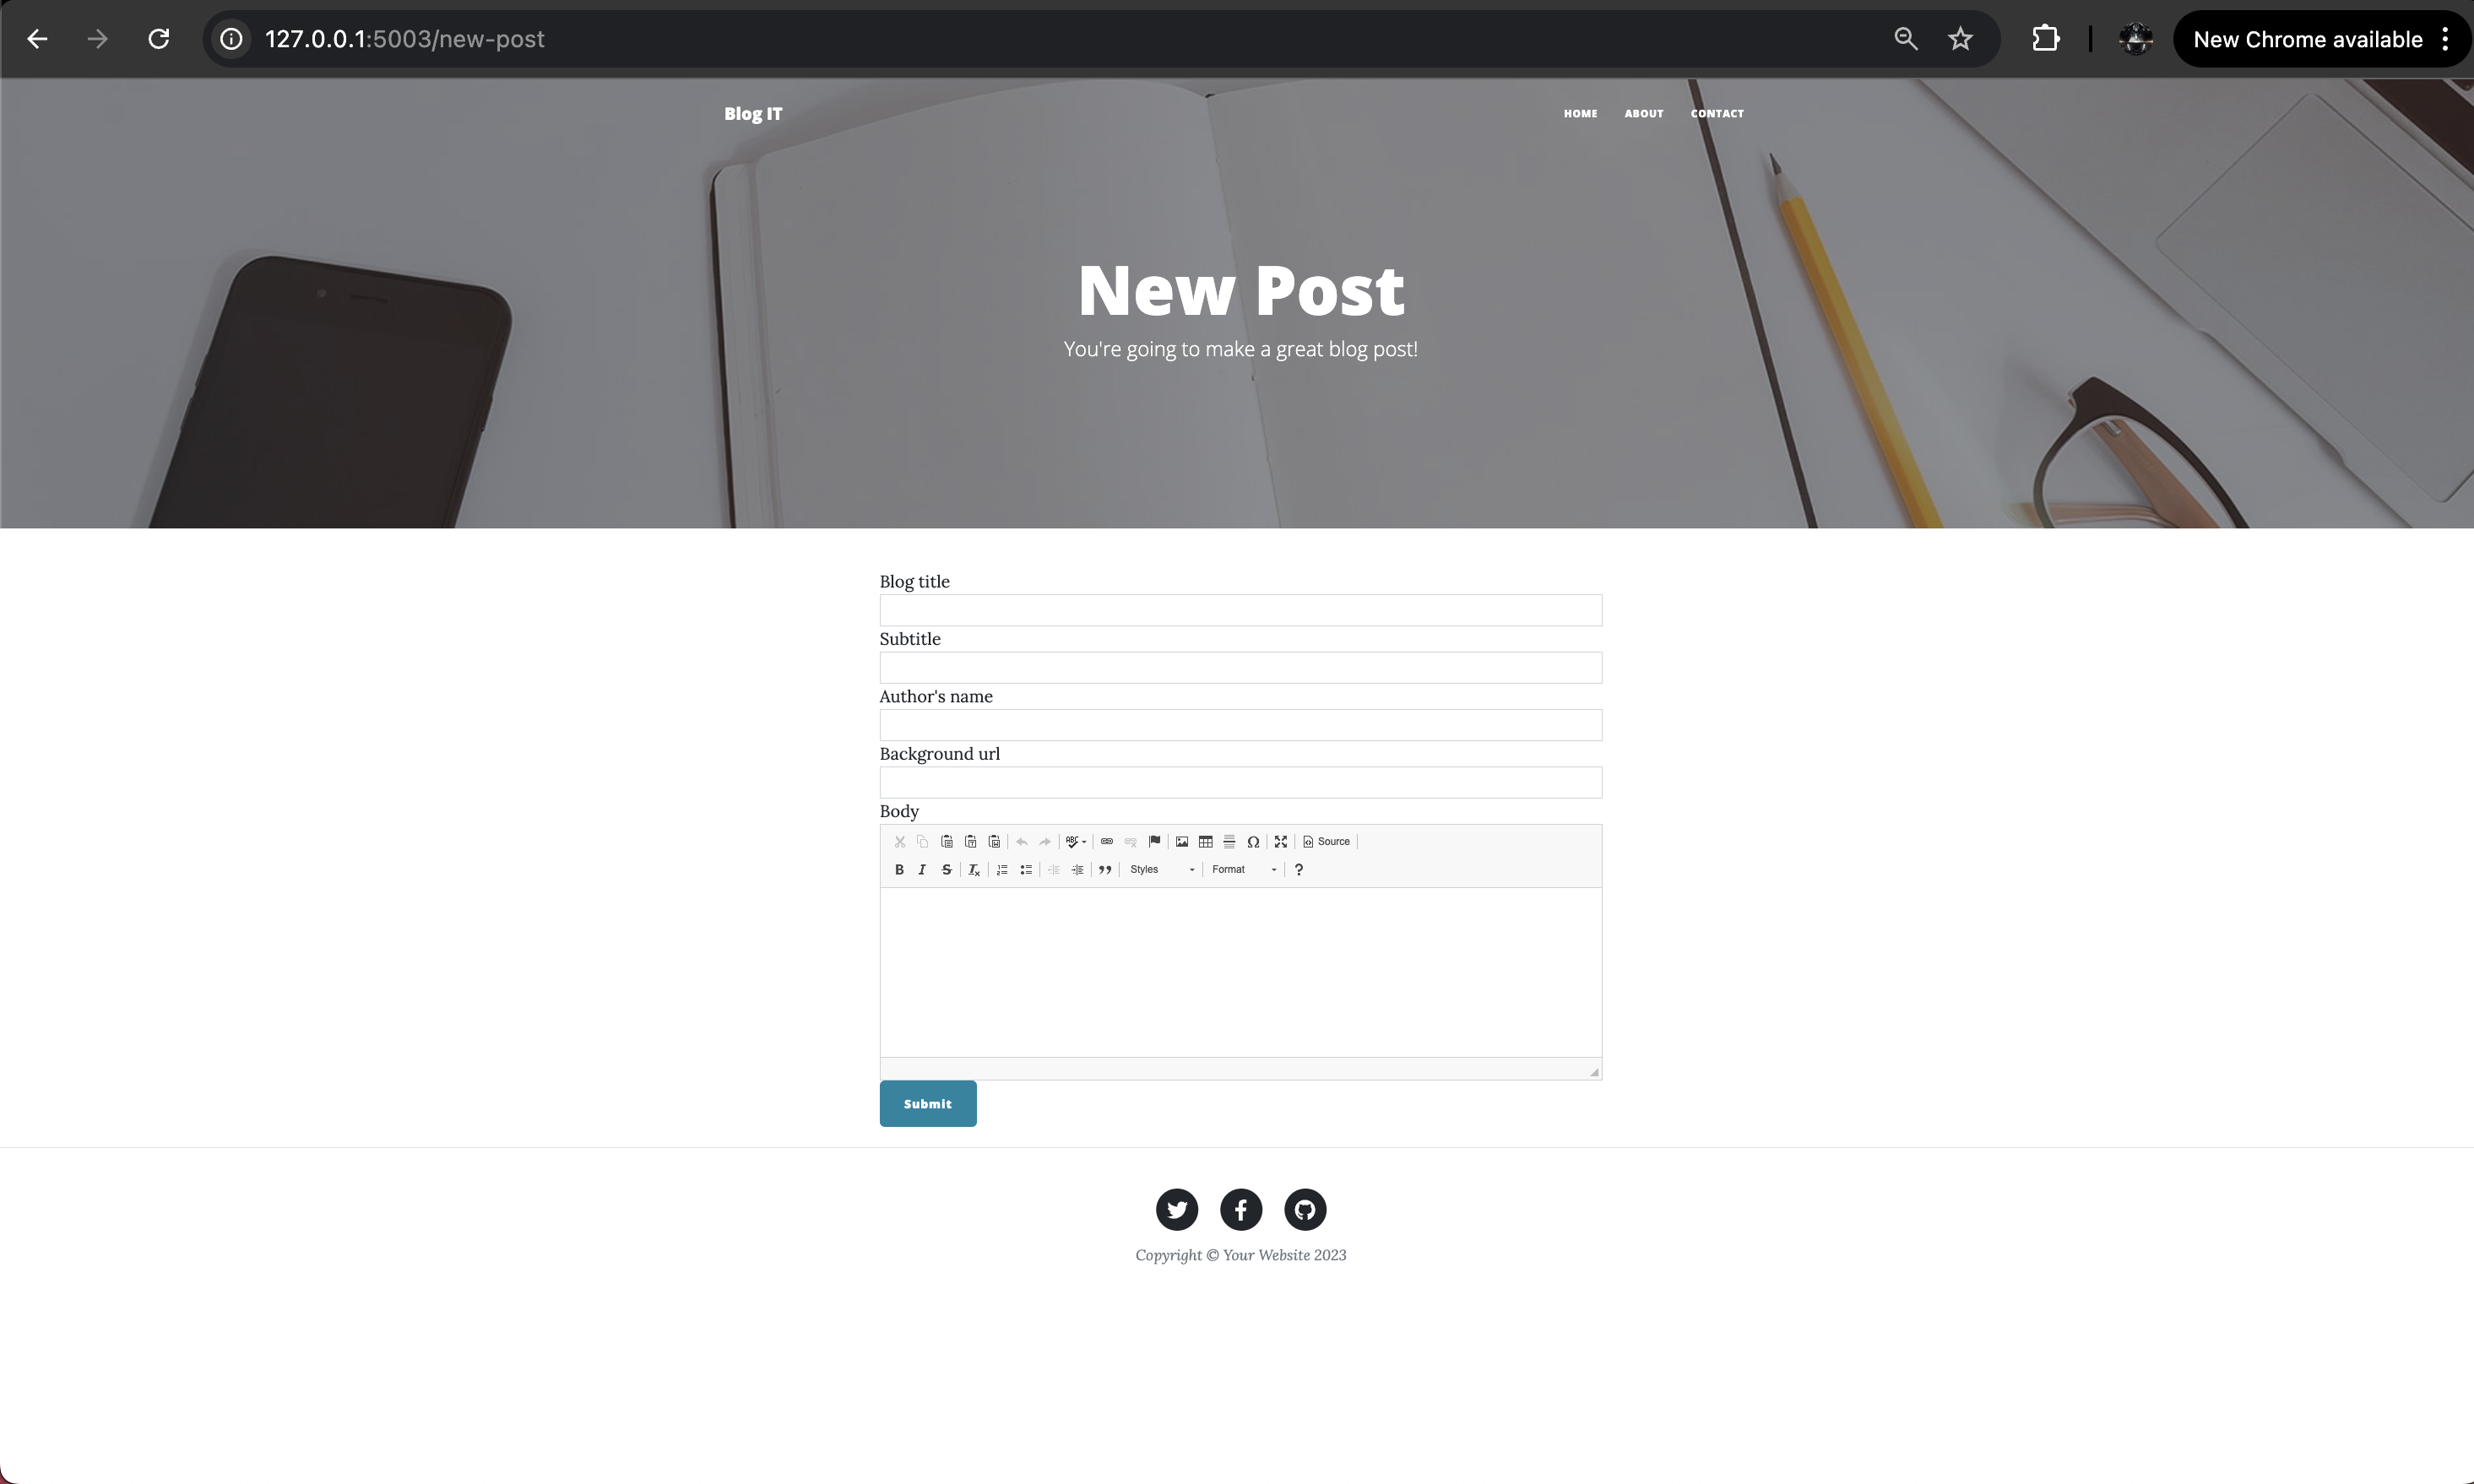 127.0.0.1:5003/new-post
New Chrome available
Blog IT
HOME ABOUT CONTACT
New Post
You're going to make a great blog post!
Blog title
Subtitle
Author's name
Background url
Body
ABC Ω Source
B I S Tx Styles Format ?
Submit
Copyright © Your Website 2023